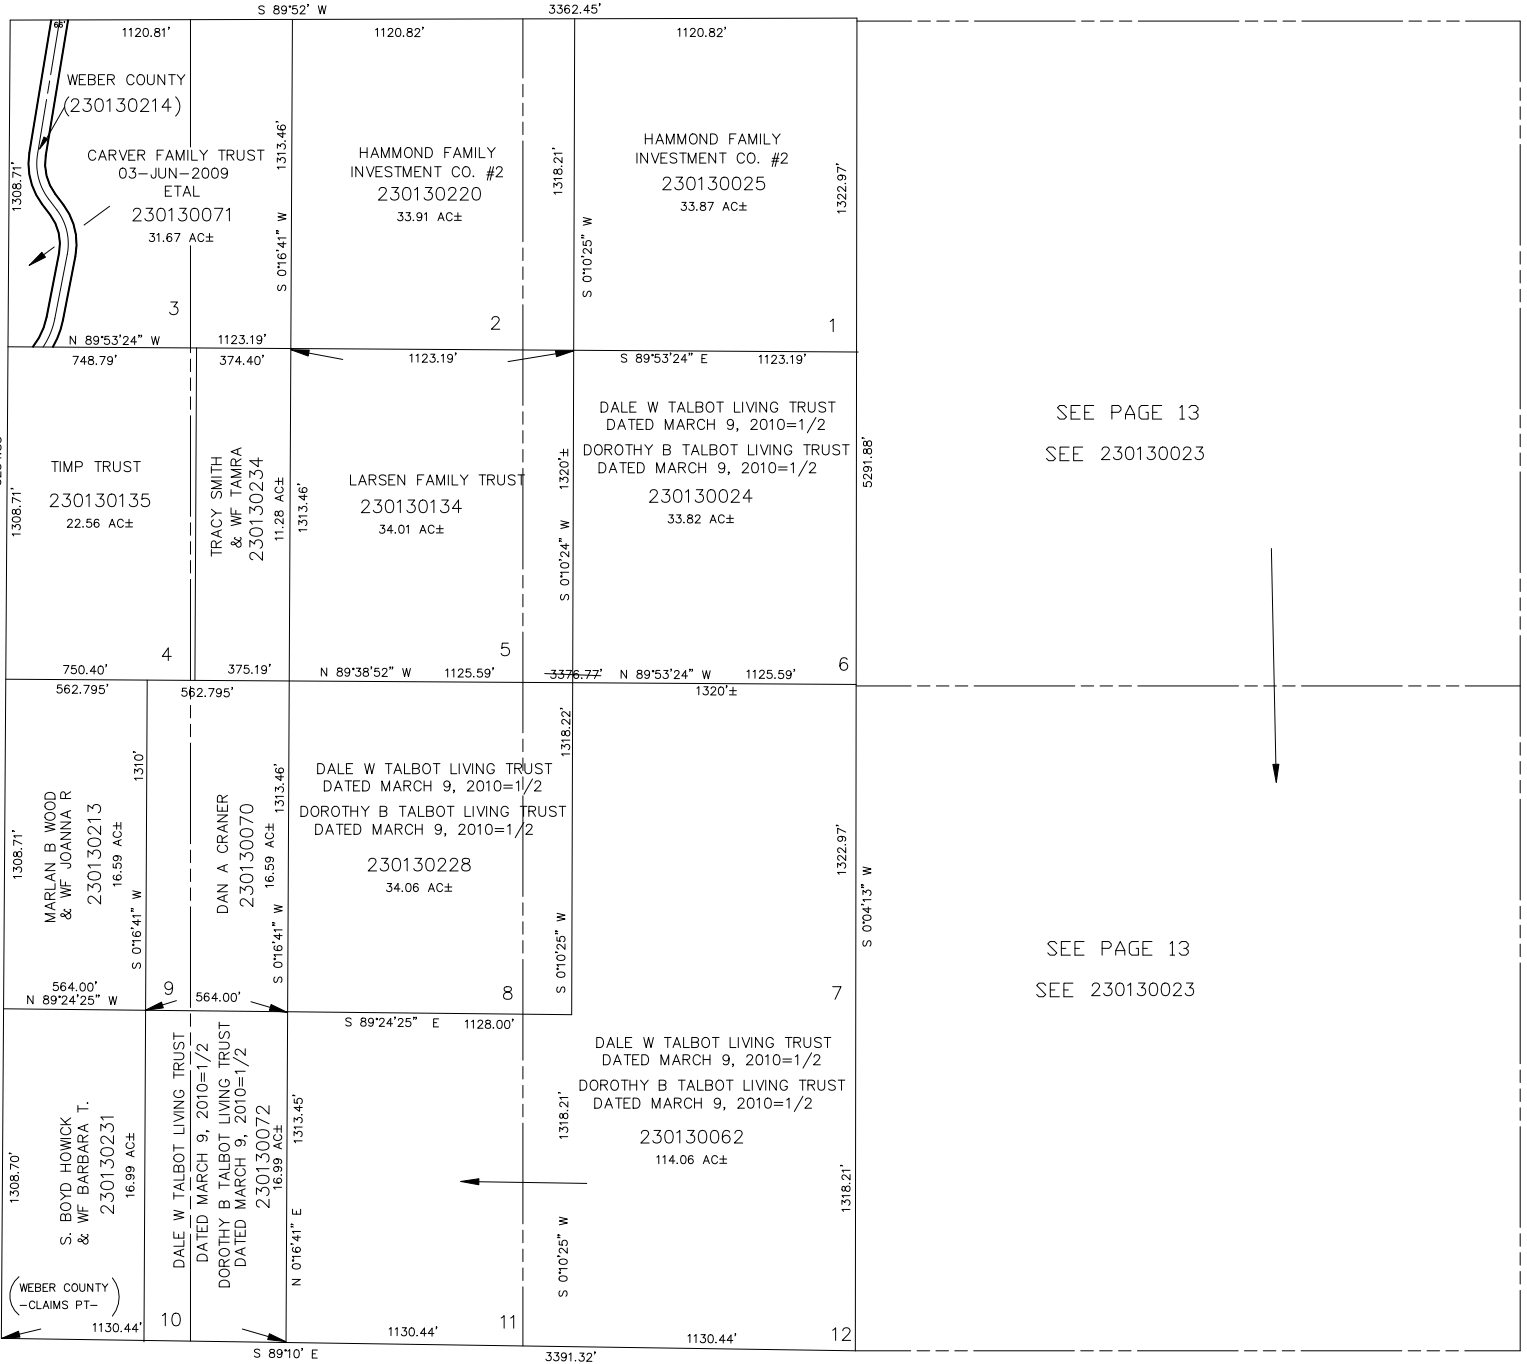 S 89°52' W
3362.45'
66'
1120.81'
1120.82'
1120.82'
WEBER COUNTY
(230130214)
CARVER FAMILY TRUST
03-JUN-2009
ETAL
230130071
31.67 AC±
1308.71'
1313.46'
S 0°16'41" W
3
N 89°53'24" W
1123.19'
HAMMOND FAMILY
INVESTMENT CO. #2
230130220
33.91 AC±
1318.21'
S 0°10'25" W
2
HAMMOND FAMILY
INVESTMENT CO. #2
230130025
33.87 AC±
1322.97'
1
748.79'
374.40'
1123.19'
S 89°53'24" E
1123.19'
TIMP TRUST
230130135
22.56 AC±
1308.71'
4
750.40'
TRACY SMITH
& WF TAMRA
230130234
11.28 AC±
1313.46'
375.19'
LARSEN FAMILY TRUST
230130134
34.01 AC±
1320'±
S 0°10'24" W
5
N 89°38'52" W
1125.59'
3376.77'
DALE W TALBOT LIVING TRUST
DATED MARCH 9, 2010=1/2
DOROTHY B TALBOT LIVING TRUST
DATED MARCH 9, 2010=1/2
230130024
33.82 AC±
5291.88'
6
N 89°53'24" W
1125.59'
SEE PAGE 13
SEE 230130023
562.795'
562.795'
1320'±
MARLAN B WOOD
& WF JOANNA R
230130213
16.59 AC±
1308.71'
1310'
S 0°16'41" W
564.00'
N 89°24'25" W
9
DAN A CRANER
230130070
16.59 AC±
1313.46'
S 0°16'41" W
564.00'
DALE W TALBOT LIVING TRUST
DATED MARCH 9, 2010=1/2
DOROTHY B TALBOT LIVING TRUST
DATED MARCH 9, 2010=1/2
230130228
34.06 AC±
1318.22'
S 0°10'25" W
8
S 89°24'25" E
1128.00'
1322.97'
S 0°04'13" W
7
SEE PAGE 13
SEE 230130023
S. BOYD HOWICK
& WF BARBARA T.
230130231
16.99 AC±
1308.70'
(WEBER COUNTY
-CLAIMS PT-)
1130.44'
DALE W TALBOT LIVING TRUST
DATED MARCH 9, 2010=1/2
DOROTHY B TALBOT LIVING TRUST
DATED MARCH 9, 2010=1/2
230130072
16.99 AC±
10
1313.45'
N 0°16'41" E
1130.44'
11
1318.21'
S 0°10'25" W
DALE W TALBOT LIVING TRUST
DATED MARCH 9, 2010=1/2
DOROTHY B TALBOT LIVING TRUST
DATED MARCH 9, 2010=1/2
230130062
114.06 AC±
1318.21'
1130.44'
12
S 89°10' E
3391.32'